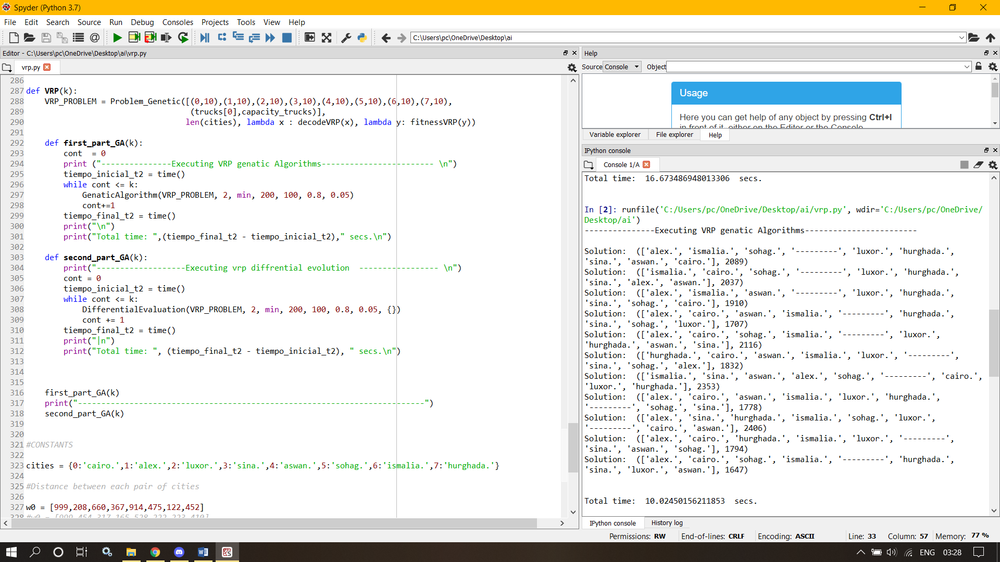 Spyder (Python 3.7)
File Edit Search Source Run Debug Consoles Projects Tools View Help
C:\Users\pc\OneDrive\Desktop\ai
Editor - C:\Users\pc\OneDrive\Desktop\ai\vrp.py
vrp.py
286
287 def VRP(k):
288 VRP_PROBLEM = Problem_Genetic([(0,10),(1,10),(2,10),(3,10),(4,10),(5,10),(6,10),(7,10),
289 (trucks[0],capacity_trucks)],
290 len(cities), lambda x : decodeVRP(x), lambda y: fitnessVRP(y))
291
292 def first_part_GA(k):
293 cont  = 0
294 print ("---------------Executing VRP genatic Algorithms------------------------ \n")
295 tiempo_inicial_t2 = time()
296 while cont <= k:
297 GenaticAlgorithm(VRP_PROBLEM, 2, min, 200, 100, 0.8, 0.05)
298 cont+=1
299 tiempo_final_t2 = time()
300 print("\n")
301 print("Total time: ",(tiempo_final_t2 - tiempo_inicial_t2)," secs.\n")
302
303 def second_part_GA(k):
304 print("-------------------Executing vrp diffrential evolution  ----------------- \n")
305 cont = 0
306 tiempo_inicial_t2 = time()
307 while cont <= k:
308 DifferentialEvaluation(VRP_PROBLEM, 2, min, 200, 100, 0.8, 0.05, {})
309 cont += 1
310 tiempo_final_t2 = time()
311 print("|n")
312 print("Total time: ", (tiempo_final_t2 - tiempo_inicial_t2), " secs.\n")
313
314
315
316 first_part_GA(k)
317 print("--------------------------------------------------------------------------")
318 second_part_GA(k)
319
320
321 #CONSTANTS
322
323 cities = {0:'cairo.',1:'alex.',2:'luxor.',3:'sina.',4:'aswan.',5:'sohag.',6:'ismalia.',7:'hurghada.'}
324
325 #Distance between each pair of cities
326
327 w0 = [999,208,660,367,914,475,122,452]
328 #w0 = [999,454,317,165,528,222,223,410]
Help
Source Console Object
Usage
Here you can get help of any object by pressing Ctrl+I
in front of it, either on the Editor or the Console.
Variable explorer File explorer Help
IPython console
Console 1/A
Total time:  16.673486948013306  secs.
In [2]: runfile('C:/Users/pc/OneDrive/Desktop/ai/vrp.py', wdir='C:/Users/pc/OneDrive/
Desktop/ai')
---------------Executing VRP genatic Algorithms------------------------
Solution:  (['alex.', 'ismalia.', 'sohag.', '---------', 'luxor.', 'hurghada.',
'sina.', 'aswan.', 'cairo.'], 2089)
Solution:  (['ismalia.', 'cairo.', 'sohag.', '---------', 'luxor.', 'hurghada.',
'sina.', 'alex.', 'aswan.'], 2037)
Solution:  (['alex.', 'ismalia.', 'aswan.', '---------', 'luxor.', 'hurghada.',
'sina.', 'sohag.', 'cairo.'], 1910)
Solution:  (['alex.', 'cairo.', 'aswan.', 'ismalia.', '---------', 'hurghada.',
'sina.', 'sohag.', 'luxor.'], 1707)
Solution:  (['alex.', 'cairo.', 'sohag.', 'ismalia.', '---------', 'luxor.',
'hurghada.', 'aswan.', 'sina.'], 2116)
Solution:  (['hurghada.', 'cairo.', 'aswan.', 'ismalia.', 'luxor.', '---------',
'sina.', 'sohag.', 'alex.'], 1832)
Solution:  (['ismalia.', 'sina.', 'aswan.', 'alex.', 'sohag.', '---------', 'cairo.',
'luxor.', 'hurghada.'], 2353)
Solution:  (['alex.', 'cairo.', 'aswan.', 'ismalia.', 'luxor.', 'hurghada.',
'---------', 'sohag.', 'sina.'], 1778)
Solution:  (['alex.', 'sina.', 'hurghada.', 'ismalia.', 'sohag.', 'luxor.',
'---------', 'cairo.', 'aswan.'], 2406)
Solution:  (['alex.', 'cairo.', 'hurghada.', 'ismalia.', 'luxor.', '---------',
'sina.', 'aswan.', 'sohag.'], 1794)
Solution:  (['alex.', 'cairo.', 'sohag.', 'ismalia.', '---------', 'hurghada.',
'sina.', 'luxor.', 'aswan.'], 1647)
Total time:  10.02450156211853  secs.
IPython console History log
Permissions: RW End-of-lines: CRLF Encoding: ASCII Line: 33 Column: 57 Memory: 77 %
ENG 03:28